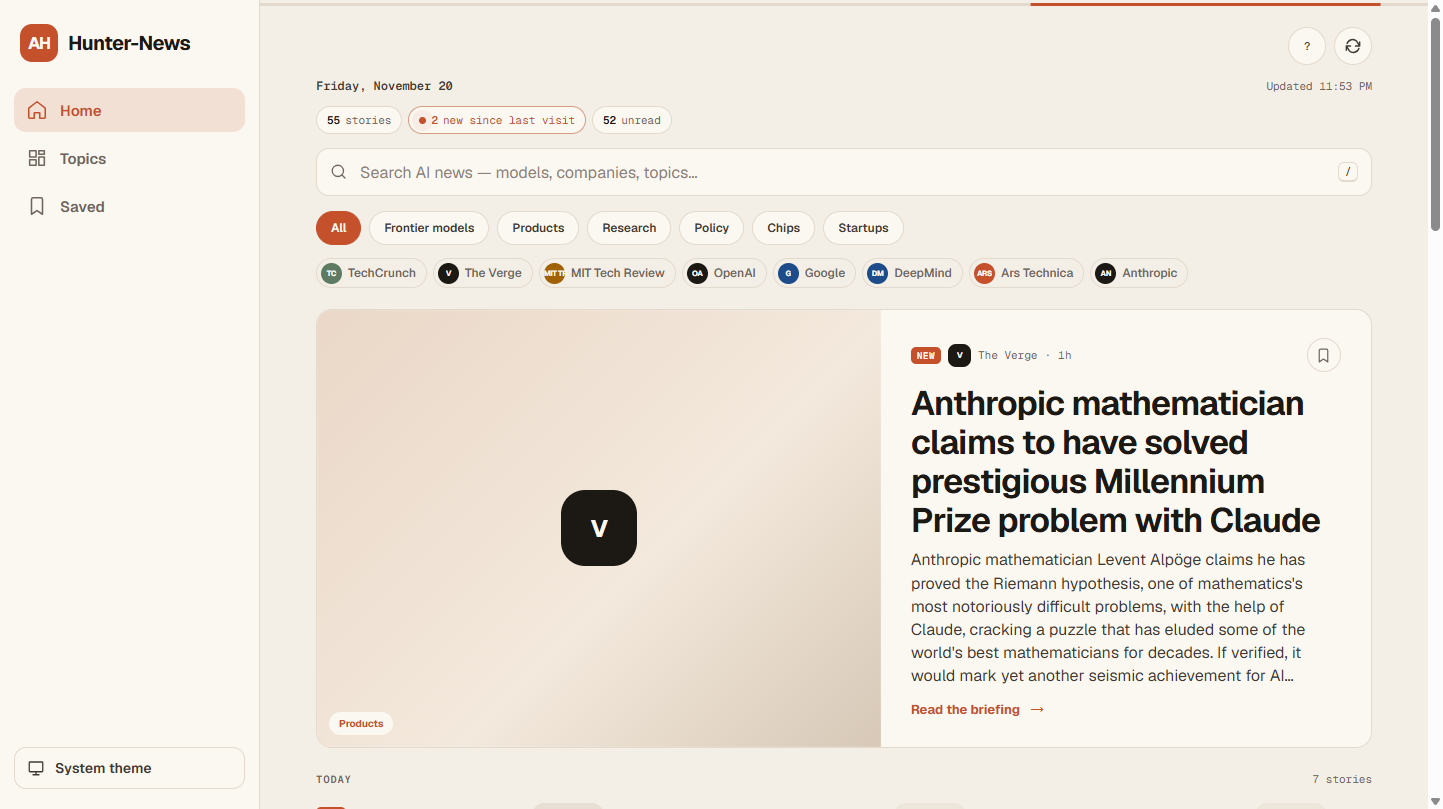 AH Hunter-News
Home
Topics
Saved
System theme
?
Friday, November 20
Updated 11:53 PM
55 stories
2 new since last visit
52 unread
Search AI news — models, companies, topics…
/
All
Frontier models
Products
Research
Policy
Chips
Startups
TC TechCrunch
V The Verge
MIT Tech Review
OA OpenAI
G Google
DM DeepMind
ARS Ars Technica
AN Anthropic
V
Products
NEW V The Verge · 1h
Anthropic mathematician
claims to have solved
prestigious Millennium
Prize problem with Claude
Anthropic mathematician Levent Alpöge claims he has
proved the Riemann hypothesis, one of mathematics's
most notoriously difficult problems, with the help of
Claude, cracking a puzzle that has eluded some of the
world's best mathematicians for decades. If verified, it
would mark yet another seismic achievement for AI…
Read the briefing →
TODAY
7 stories